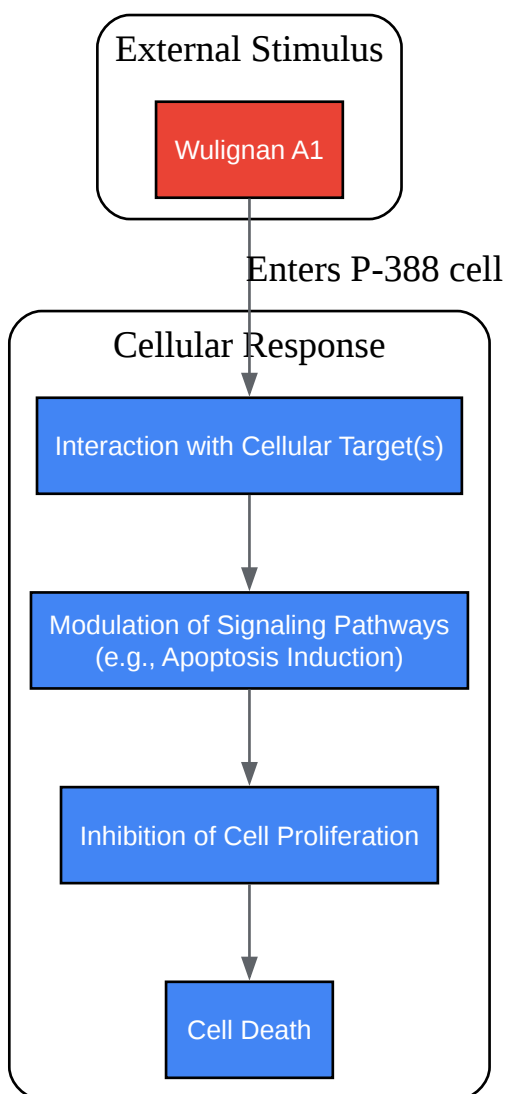 External Stimulus
Wulignan A1
Enters P-388 cell
Cellular Response
Interaction with Cellular Target(s)
Modulation of Signaling Pathways
(e.g., Apoptosis Induction)
Inhibition of Cell Proliferation
Cell Death